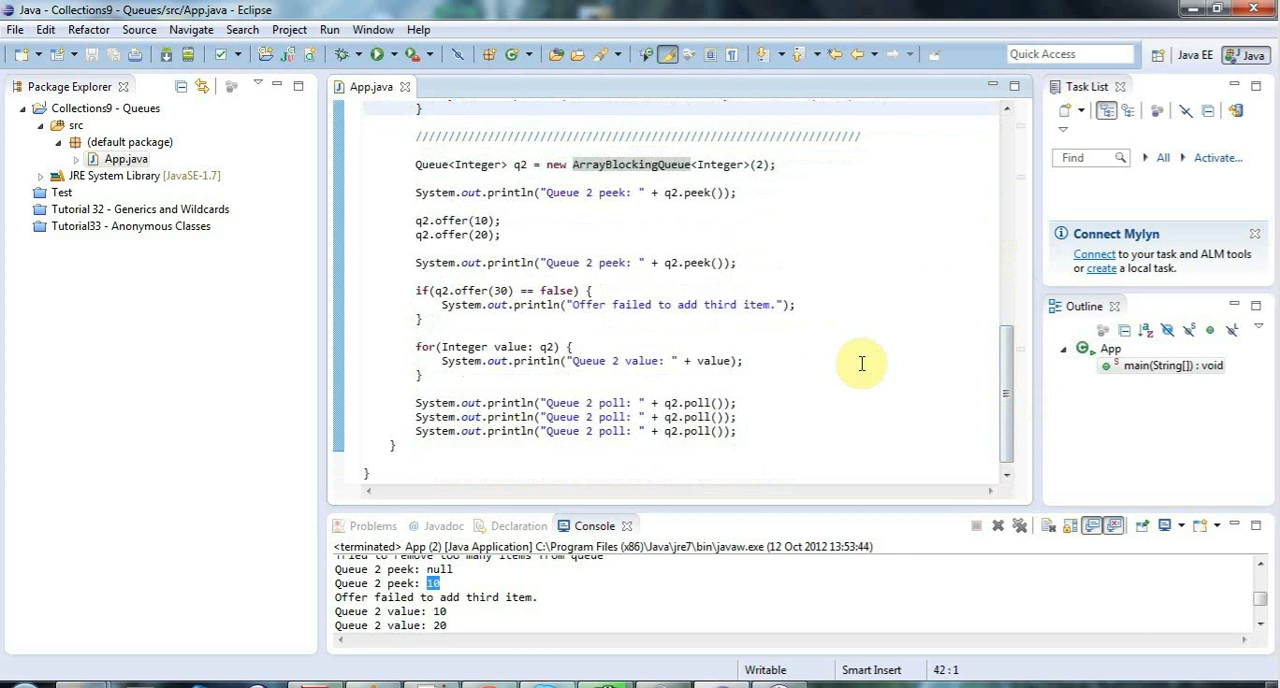 Java - Collections9 - Queues/src/App.java - Eclipse
File Edit Refactor Source Navigate Search Project Run Window Help
Quick Access
Java EE
Java
Package Explorer
Collections9 - Queues
src
(default package)
App.java
JRE System Library [JavaSE-1.7]
Test
Tutorial 32 - Generics and Wildcards
Tutorial33 - Anonymous Classes
App.java
}
////////////////////////////////////////////////////////////////////
Queue<Integer> q2 = new ArrayBlockingQueue<Integer>(2);
System.out.println("Queue 2 peek: " + q2.peek());
q2.offer(10);
q2.offer(20);
System.out.println("Queue 2 peek: " + q2.peek());
if(q2.offer(30) == false) {
System.out.println("Offer failed to add third item.");
}
for(Integer value: q2) {
System.out.println("Queue 2 value: " + value);
}
System.out.println("Queue 2 poll: " + q2.poll());
System.out.println("Queue 2 poll: " + q2.poll());
System.out.println("Queue 2 poll: " + q2.poll());
}
}
Task List
Find
All
Activate...
Connect Mylyn
Connect to your task and ALM tools
or create a local task.
Outline
App
main(String[]) : void
Problems @ Javadoc Declaration Console
<terminated> App (2) [Java Application] C:\Program Files (x86)\Java\jre7\bin\javaw.exe (12 Oct 2012 13:53:44)
Tried to remove too many items from queue
Queue 2 peek: null
Queue 2 peek: 10
Offer failed to add third item.
Queue 2 value: 10
Queue 2 value: 20
Writable
Smart Insert
42 : 1